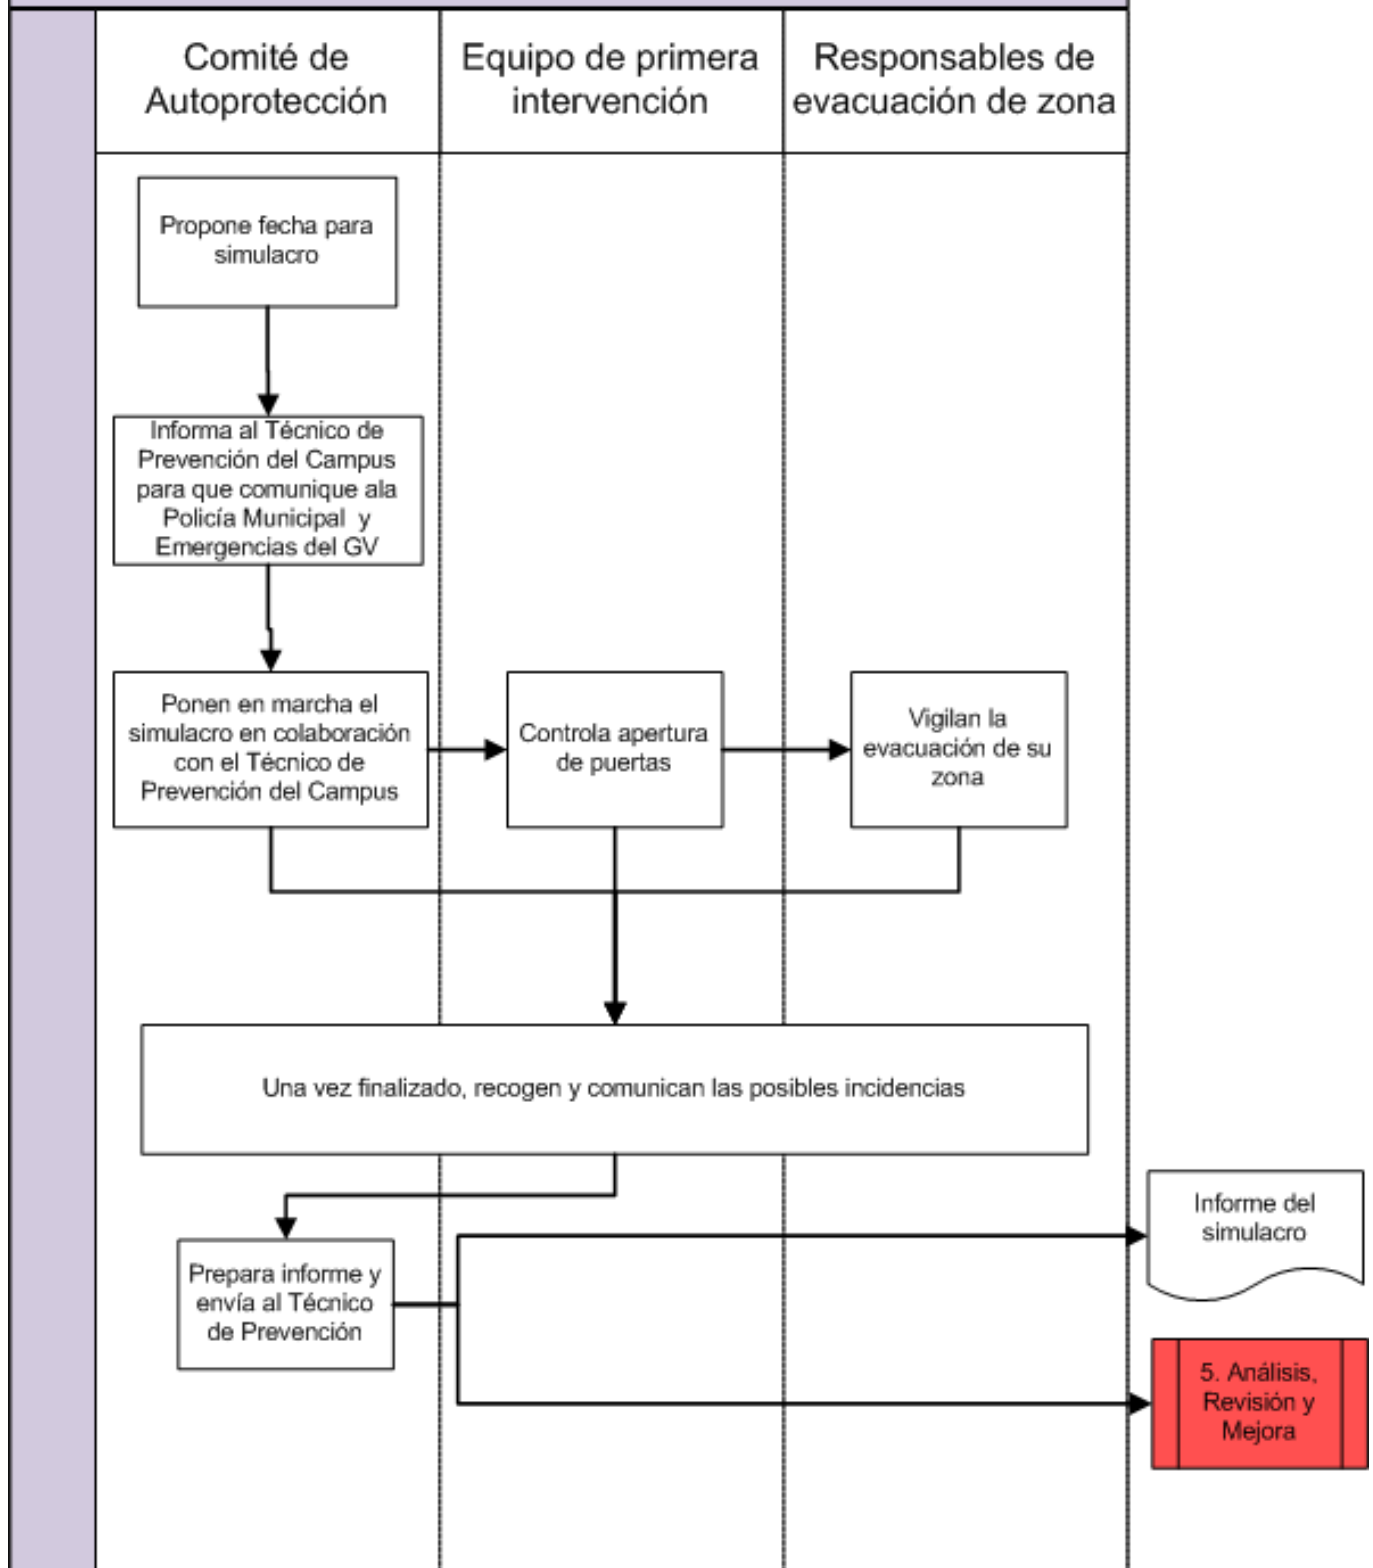 Comité de
Autoprotección
Equipo de primera
intervención
Responsables de
evacuación de zona
Propone fecha para
simulacro
Informa al Técnico de
Prevención del Campus
para que comunique ala
Policía Municipal y
Emergencias del GV
Ponen en marcha el
simulacro en colaboración
con el Técnico de
Prevención del Campus
Controla apertura
de puertas
Vigilan la
evacuación de su
zona
Una vez finalizado, recogen y comunican las posibles incidencias
Informe del
simulacro
Prepara informe y
envía al Técnico
de Prevención
5. Análisis,
Revisión y
Mejora